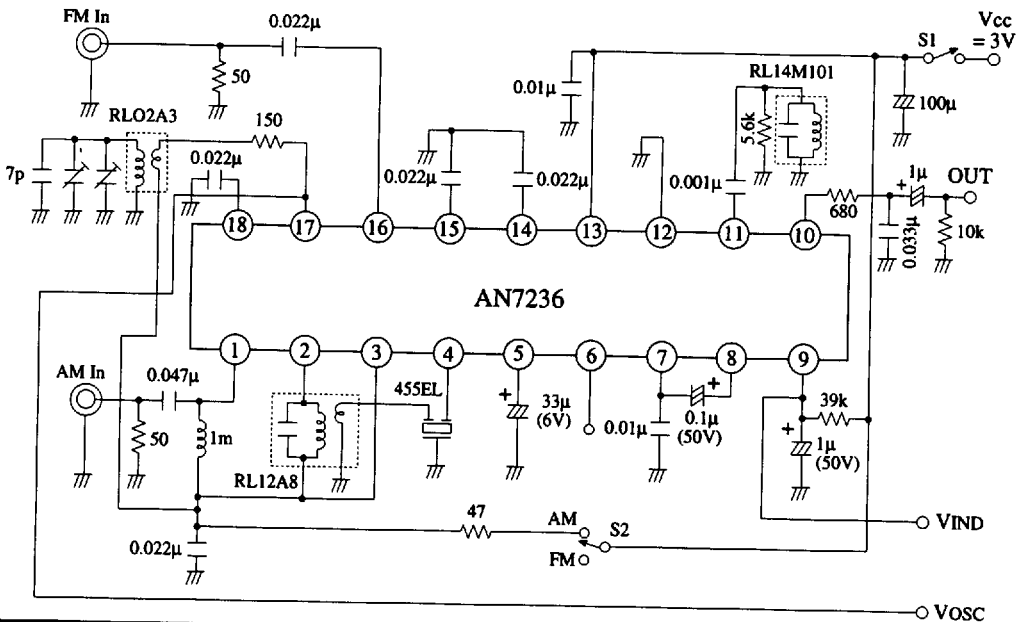 FM In
0.022μ
50
RLO2A3
150
7p
0.022μ
0.022μ
0.022μ
0.01μ
0.001μ
5.6k
RL14M101
S1
Vcc
= 3V
100μ
680
0.033μ
+
1μ
OUT
10k
18
17
16
15
14
13
12
11
10
AN7236
1
2
3
4
5
6
7
8
9
AM In
0.047μ
50
1m
0.022μ
RL12A8
455EL
+
33μ
(6V)
0.01μ
+
0.1μ
(50V)
39k
+
1μ
(50V)
47
AM
FM
S2
VIND
VOSC